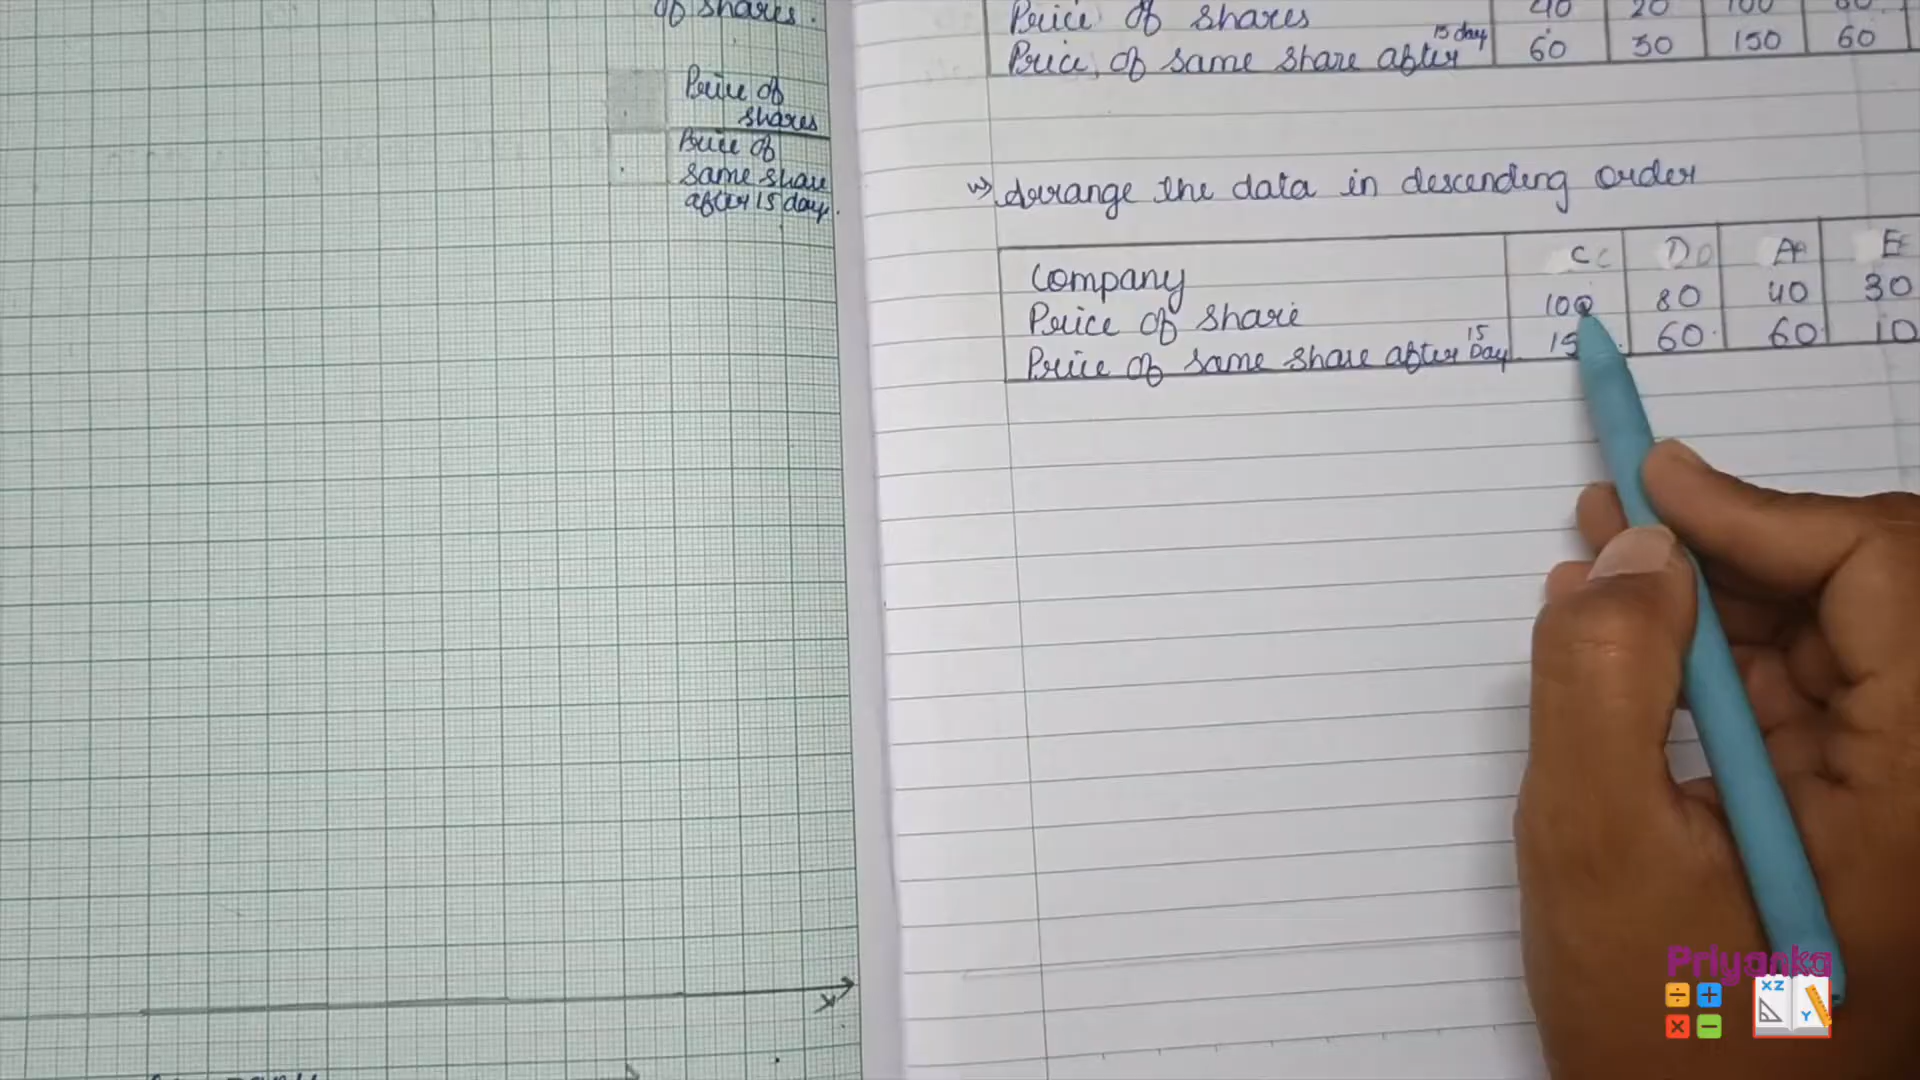 of shares.
Price of
shares
Price of
same share
after 15 day.
X
Price of shares 40 20 100 80
Price of same share after 15 day 60 30 150 60
Arrange the data in descending order
Company C D A E
Price of share 100 80 40 30
Price of same share after 15 Day 60 60 10
Priyanka
XZ
Y